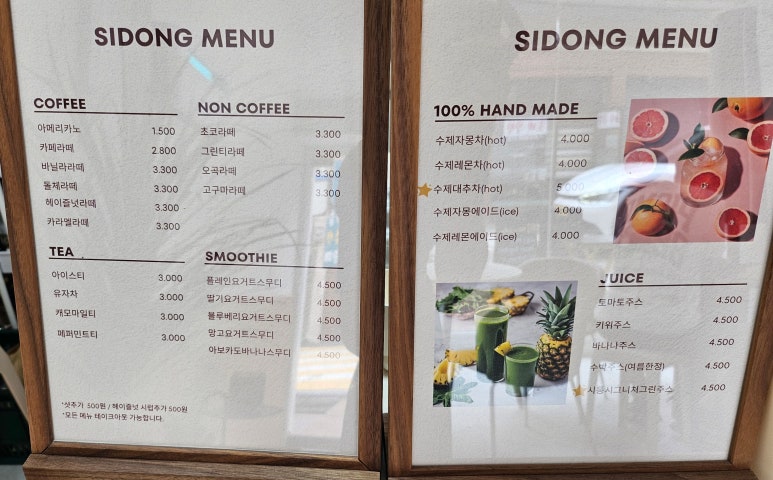 SIDONG MENU
COFFEE
아메리카노 1.500
카페라떼 2.800
바닐라라떼 3.300
돌체라떼 3.300
헤이즐넛라떼 3.300
카라멜라떼 3.300
NON COFFEE
초코라떼 3.300
그린티라떼 3.300
오곡라떼 3.300
고구마라떼 3.300
TEA
아이스티 3.000
유자차 3.000
캐모마일티 3.000
페퍼민트티 3.000
SMOOTHIE
플레인요거트스무디 4.500
딸기요거트스무디 4.500
블루베리요거트스무디 4.500
망고요거트스무디 4.500
아보카도바나나스무디 4.500
*샷추가 500원 / 헤이즐넛 시럽추가 500원
*모든 메뉴 테이크아웃 가능합니다.
SIDONG MENU
100% HAND MADE
수제자몽차(hot) 4.000
수제레몬차(hot) 4.000
수제대추차(hot) 5.000
수제자몽에이드(ice) 4.000
수제레몬에이드(ice) 4.000
JUICE
토마토주스 4.500
키위주스 4.500
바나나주스 4.500
수박주스(여름한정) 4.500
시동시그니처그린주스 4.500